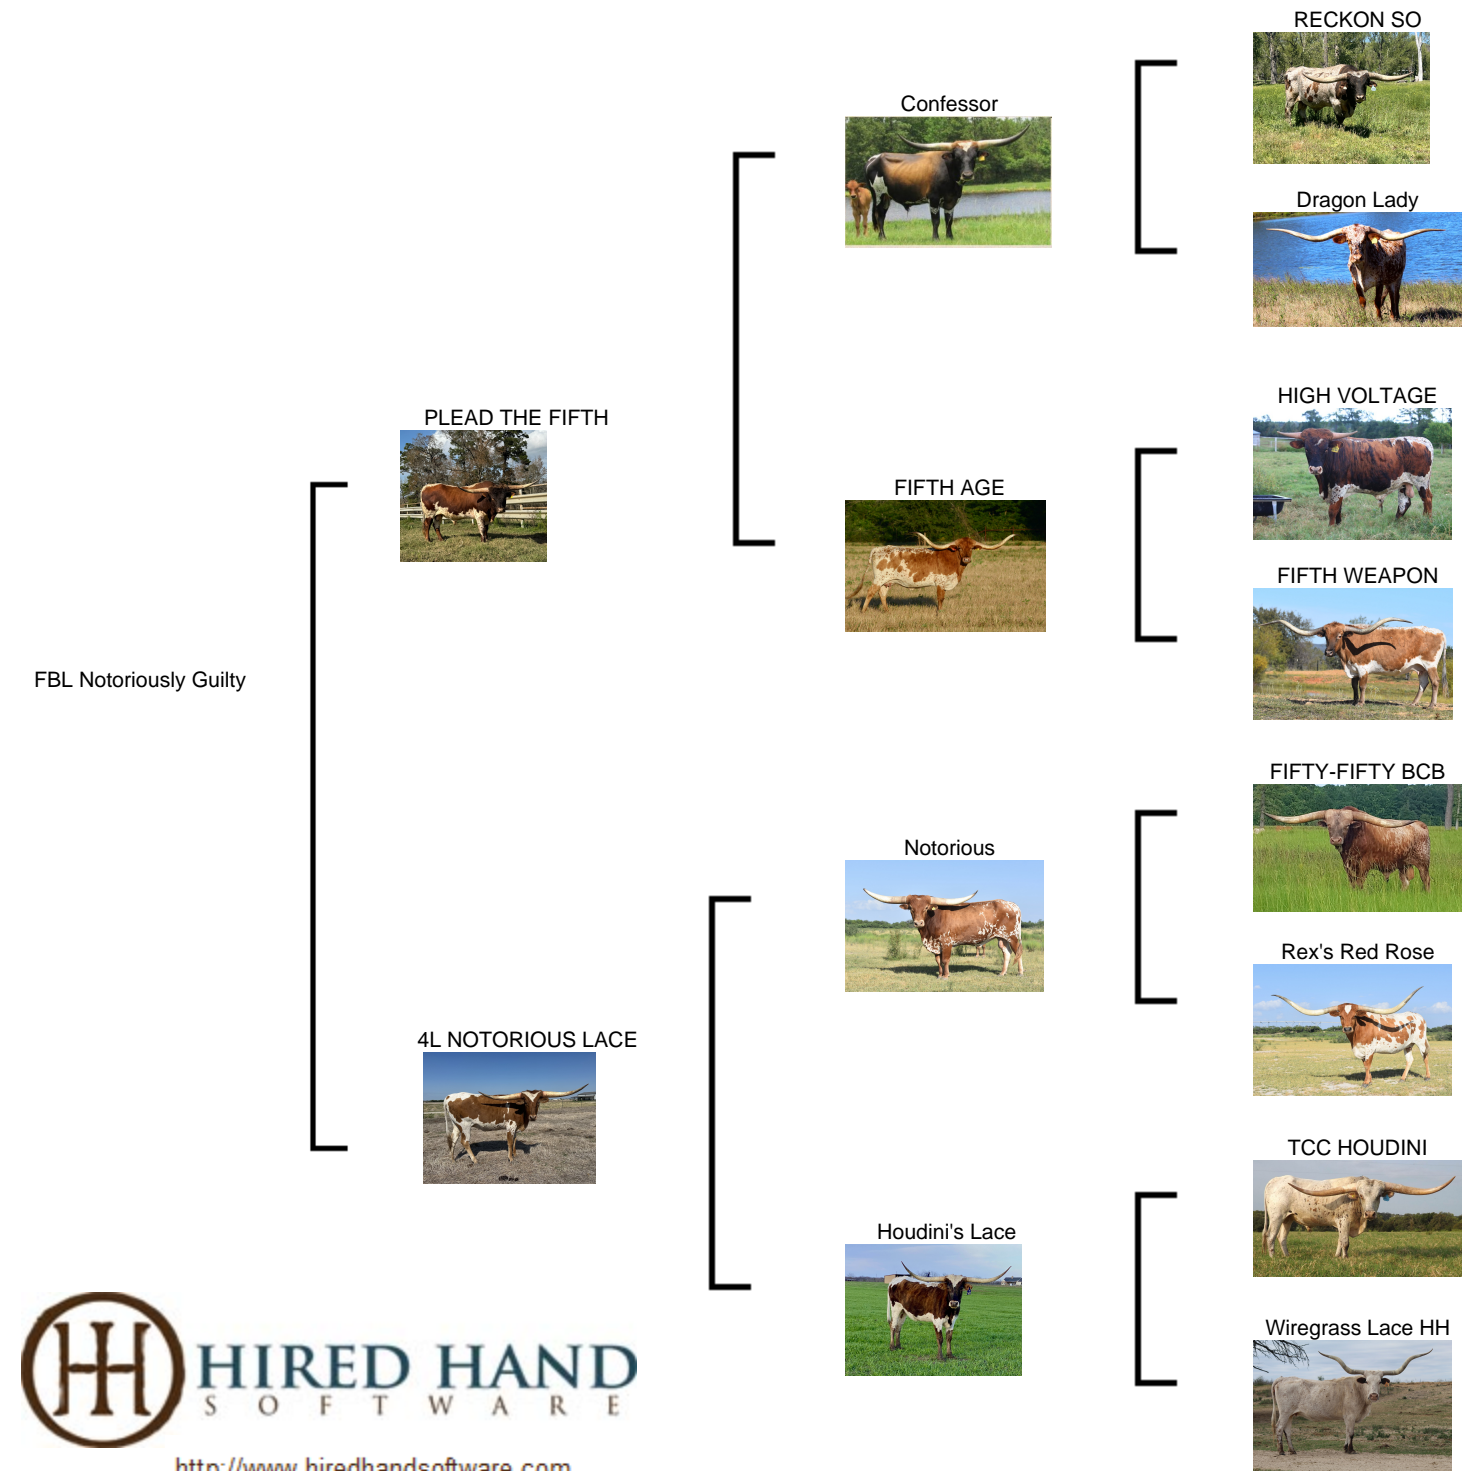 RECKON SO
Confessor
Dragon Lady
HIGH VOLTAGE
PLEAD THE FIFTH
FIFTH AGE
FIFTH WEAPON
FBL Notoriously Guilty
FIFTY-FIFTY BCB
Notorious
Rex's Red Rose
4L NOTORIOUS LACE
TCC HOUDINI
Houdini's Lace
Wiregrass Lace HH
HIRED HAND
SOFTWARE
http://www.hiredhandsoftware.com